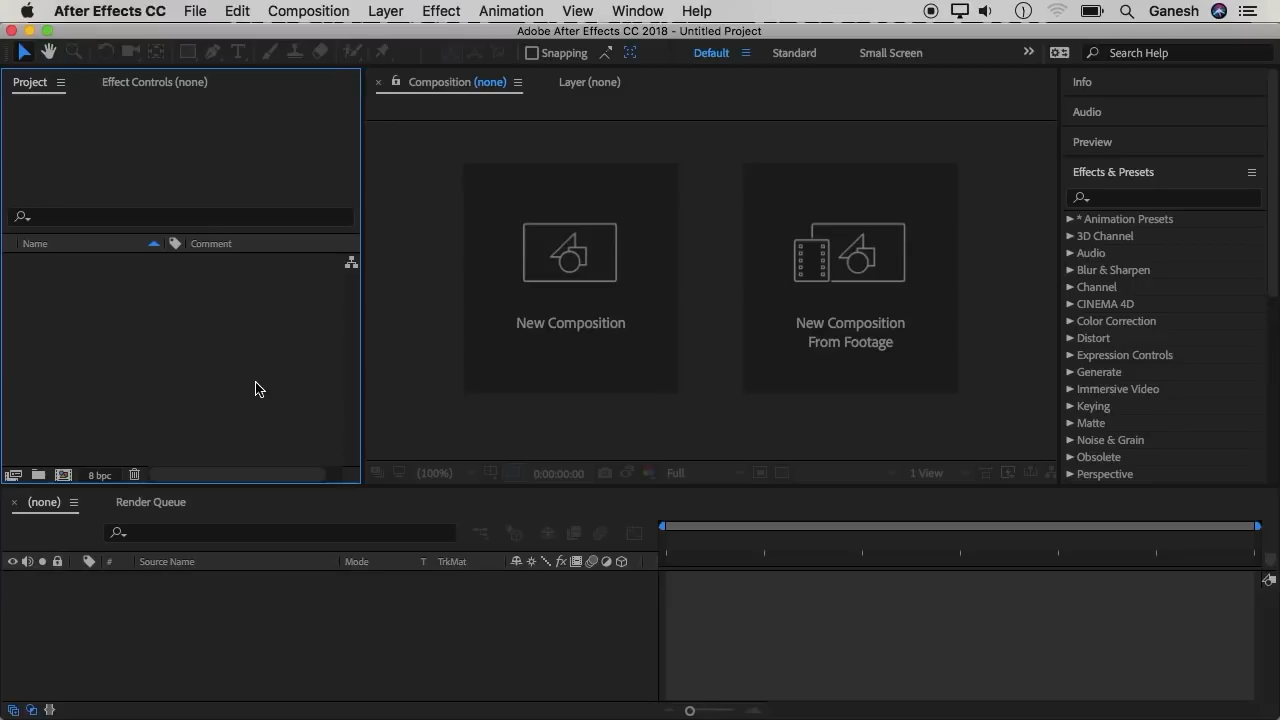 After Effects CC File Edit Composition Layer Effect Animation View Window Help Ganesh
Adobe After Effects CC 2018 - Untitled Project
Snapping Default Standard Small Screen Search Help
Project Effect Controls (none)
Composition (none) Layer (none)
Info
Audio
Preview
Effects & Presets
* Animation Presets
3D Channel
Audio
Blur & Sharpen
Channel
CINEMA 4D
Color Correction
Distort
Expression Controls
Generate
Immersive Video
Keying
Matte
Noise & Grain
Obsolete
Perspective
Name Comment
New Composition
New Composition
From Footage
8 bpc
(100%) 0:00:00:00 Full 1 View
(none) Render Queue
# Source Name Mode T TrkMat